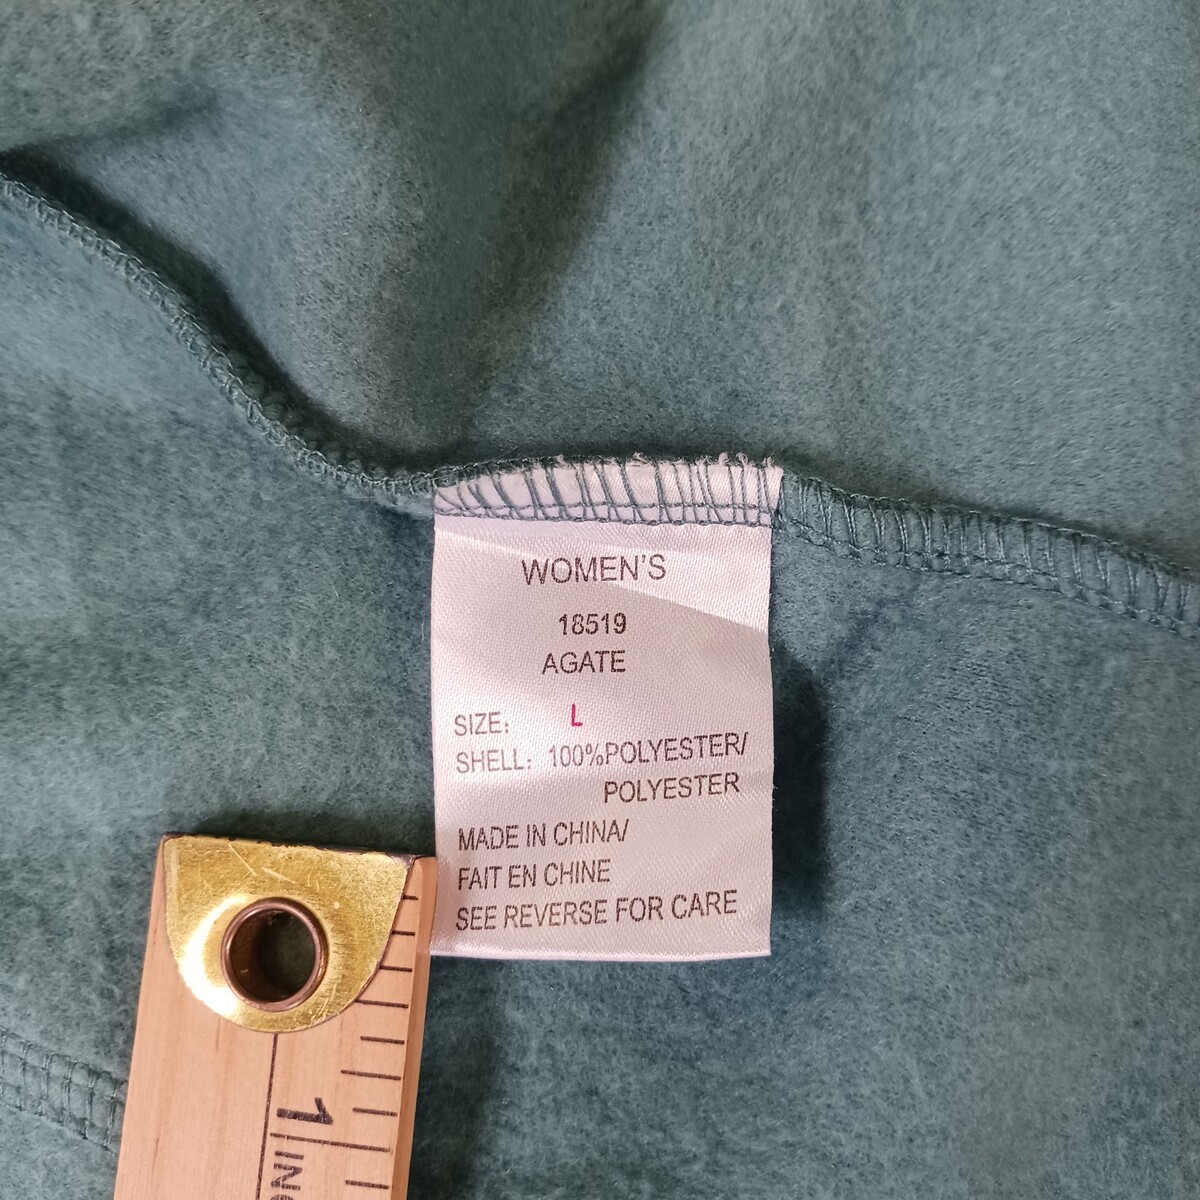 WOMEN'S
18519
AGATE
SIZE: L
SHELL: 100%POLYESTER/
POLYESTER
MADE IN CHINA/
FAIT EN CHINE
SEE REVERSE FOR CARE
1